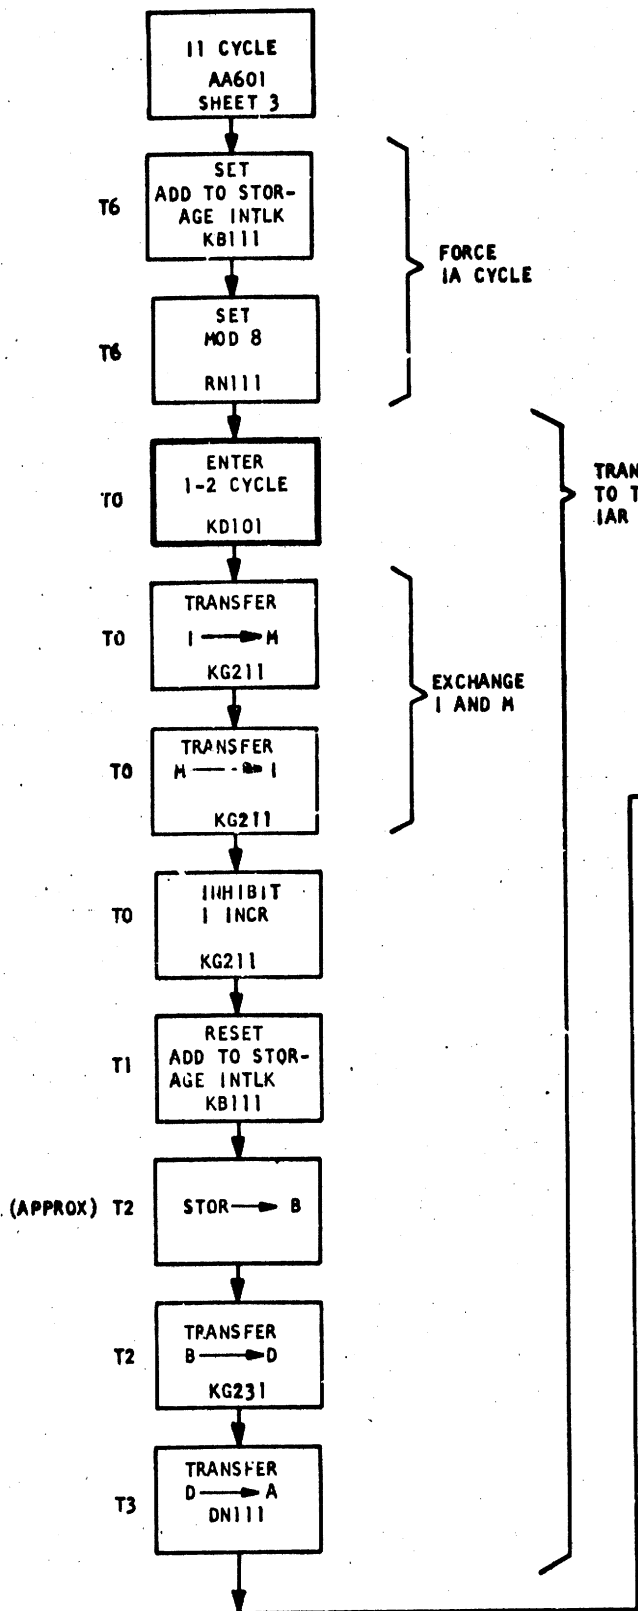 I1 CYCLE
AA601
SHEET 3
T6
SET
ADD TO STOR-
AGE INTLK
KB111
FORCE
IA CYCLE
T6
SET
MOD 8
RN111
T0
ENTER
1-2 CYCLE
KD101
TRAN
TO T
IAR
T0
TRANSFER
I M
KG211
EXCHANGE
I AND M
T0
TRANSFER
M I
KG211
T0
INHIBIT
I INCR
KG211
T1
RESET
ADD TO STOR-
AGE INTLK
KB111
(APPROX) T2
STOR B
T2
TRANSFER
B D
KG231
T3
TRANSFER
D A
DN111